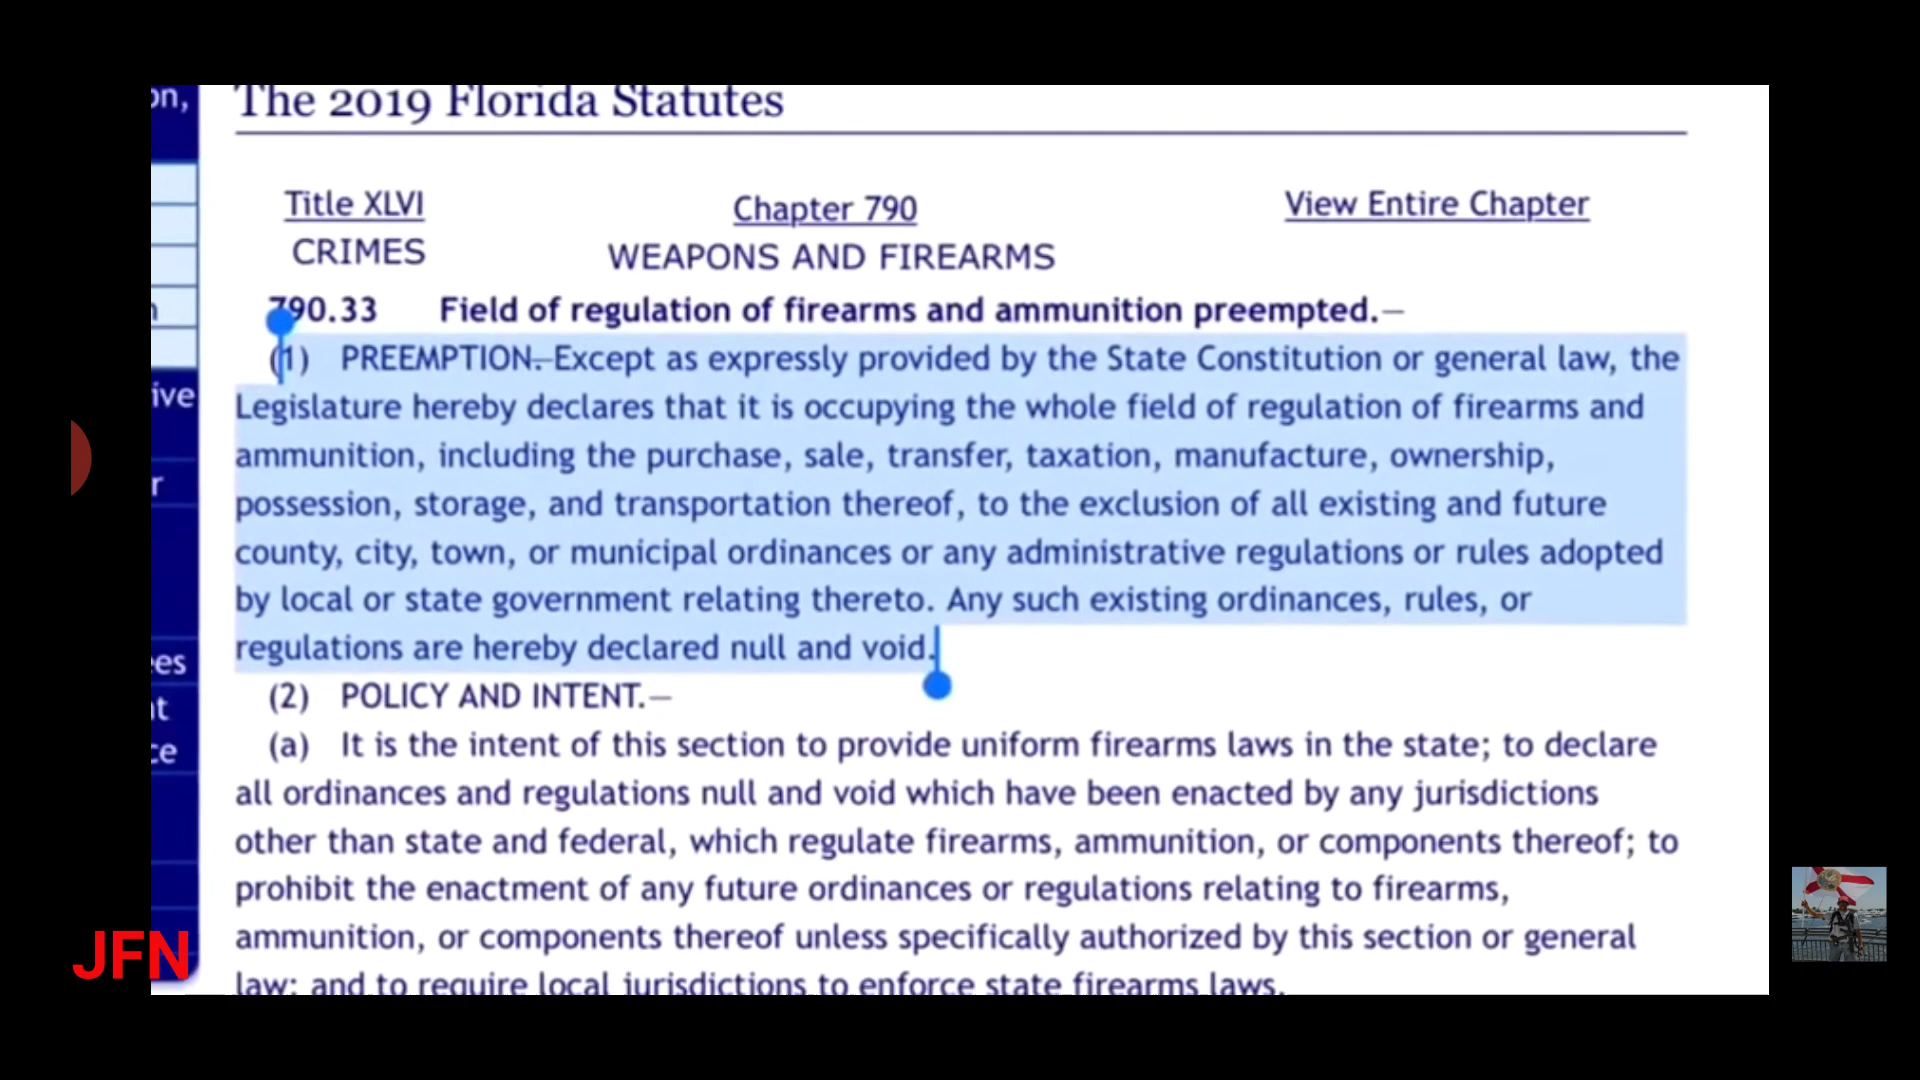 on,
The 2019 Florida Statutes
Title XLVI
Chapter 790
View Entire Chapter
CRIMES
WEAPONS AND FIREARMS
790.33 Field of regulation of firearms and ammunition preempted.—
(1) PREEMPTION.—Except as expressly provided by the State Constitution or general law, the
Legislature hereby declares that it is occupying the whole field of regulation of firearms and
ammunition, including the purchase, sale, transfer, taxation, manufacture, ownership,
possession, storage, and transportation thereof, to the exclusion of all existing and future
county, city, town, or municipal ordinances or any administrative regulations or rules adopted
by local or state government relating thereto. Any such existing ordinances, rules, or
regulations are hereby declared null and void.
(2) POLICY AND INTENT.—
(a) It is the intent of this section to provide uniform firearms laws in the state; to declare
all ordinances and regulations null and void which have been enacted by any jurisdictions
other than state and federal, which regulate firearms, ammunition, or components thereof; to
prohibit the enactment of any future ordinances or regulations relating to firearms,
ammunition, or components thereof unless specifically authorized by this section or general
law; and to require local jurisdictions to enforce state firearms laws.
ive
r
es
t
ce
JFN